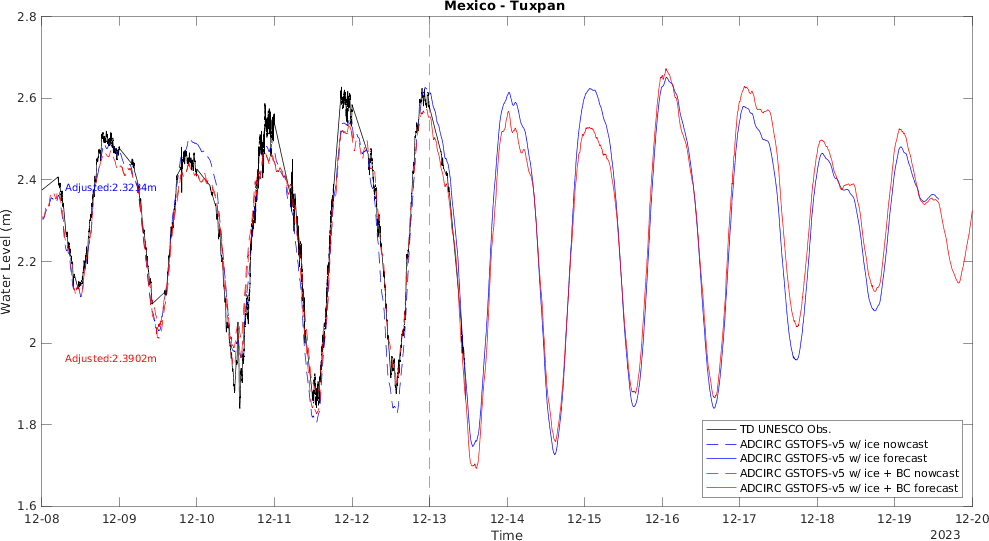 Mexico - Tuxpan
Water Level (m)
2.8
2.6
2.4
2.2
2
1.8
1.6
Adjusted:2.3234m
Adjusted:2.3902m
TD UNESCO Obs.
ADCIRC GSTOFS-v5 w/ ice nowcast
ADCIRC GSTOFS-v5 w/ ice forecast
ADCIRC GSTOFS-v5 w/ ice + BC nowcast
ADCIRC GSTOFS-v5 w/ ice + BC forecast
12-08 12-09 12-10 12-11 12-12 12-13 12-14 12-15 12-16 12-17 12-18 12-19 12-20
Time
2023